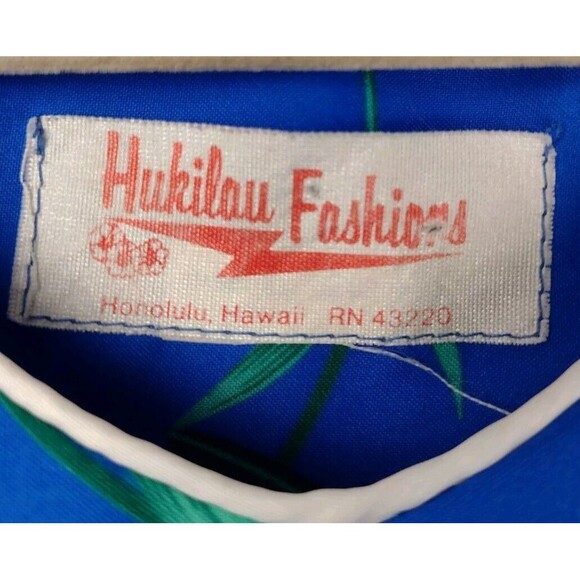 Hukilau Fashions
Honolulu, Hawaii RN 43220